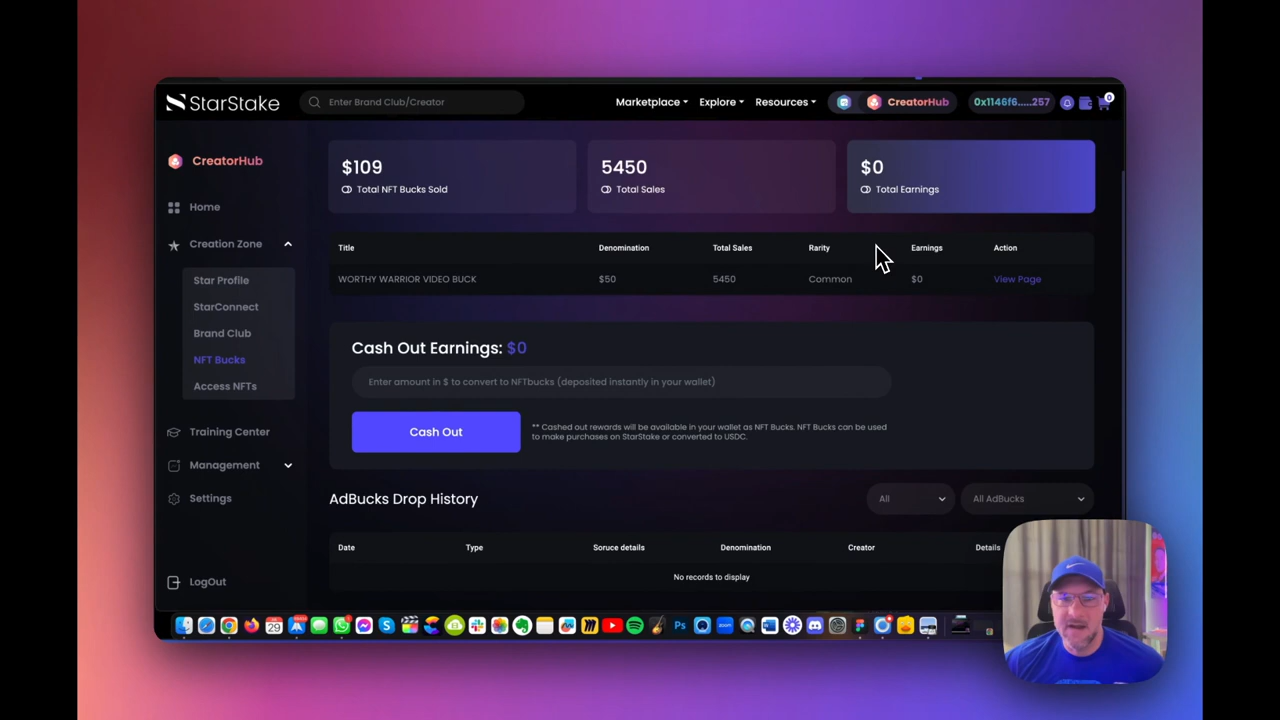 StarStake
Enter Brand Club/Creator
Marketplace
Explore
Resources
CreatorHub
0x1146f6.....257
0
CreatorHub
Home
Creation Zone
Star Profile
StarConnect
Brand Club
NFT Bucks
Access NFTs
Training Center
Management
Settings
LogOut
$109
Total NFT Bucks Sold
5450
Total Sales
$0
Total Earnings
Title Denomination Total Sales Rarity Earnings Action
WORTHY WARRIOR VIDEO BUCK $50 5450 Common $0 View Page
Cash Out Earnings: $0
Enter amount in $ to convert to NFTbucks (deposited instantly in your wallet)
Cash Out
** Cashed out rewards will be available in your wallet as NFT Bucks. NFT Bucks can be used
to make purchases on StarStake or converted to USDC.
AdBucks Drop History
All
All AdBucks
Date Type Soruce details Denomination Creator Details
No records to display
29
Ps
zoom